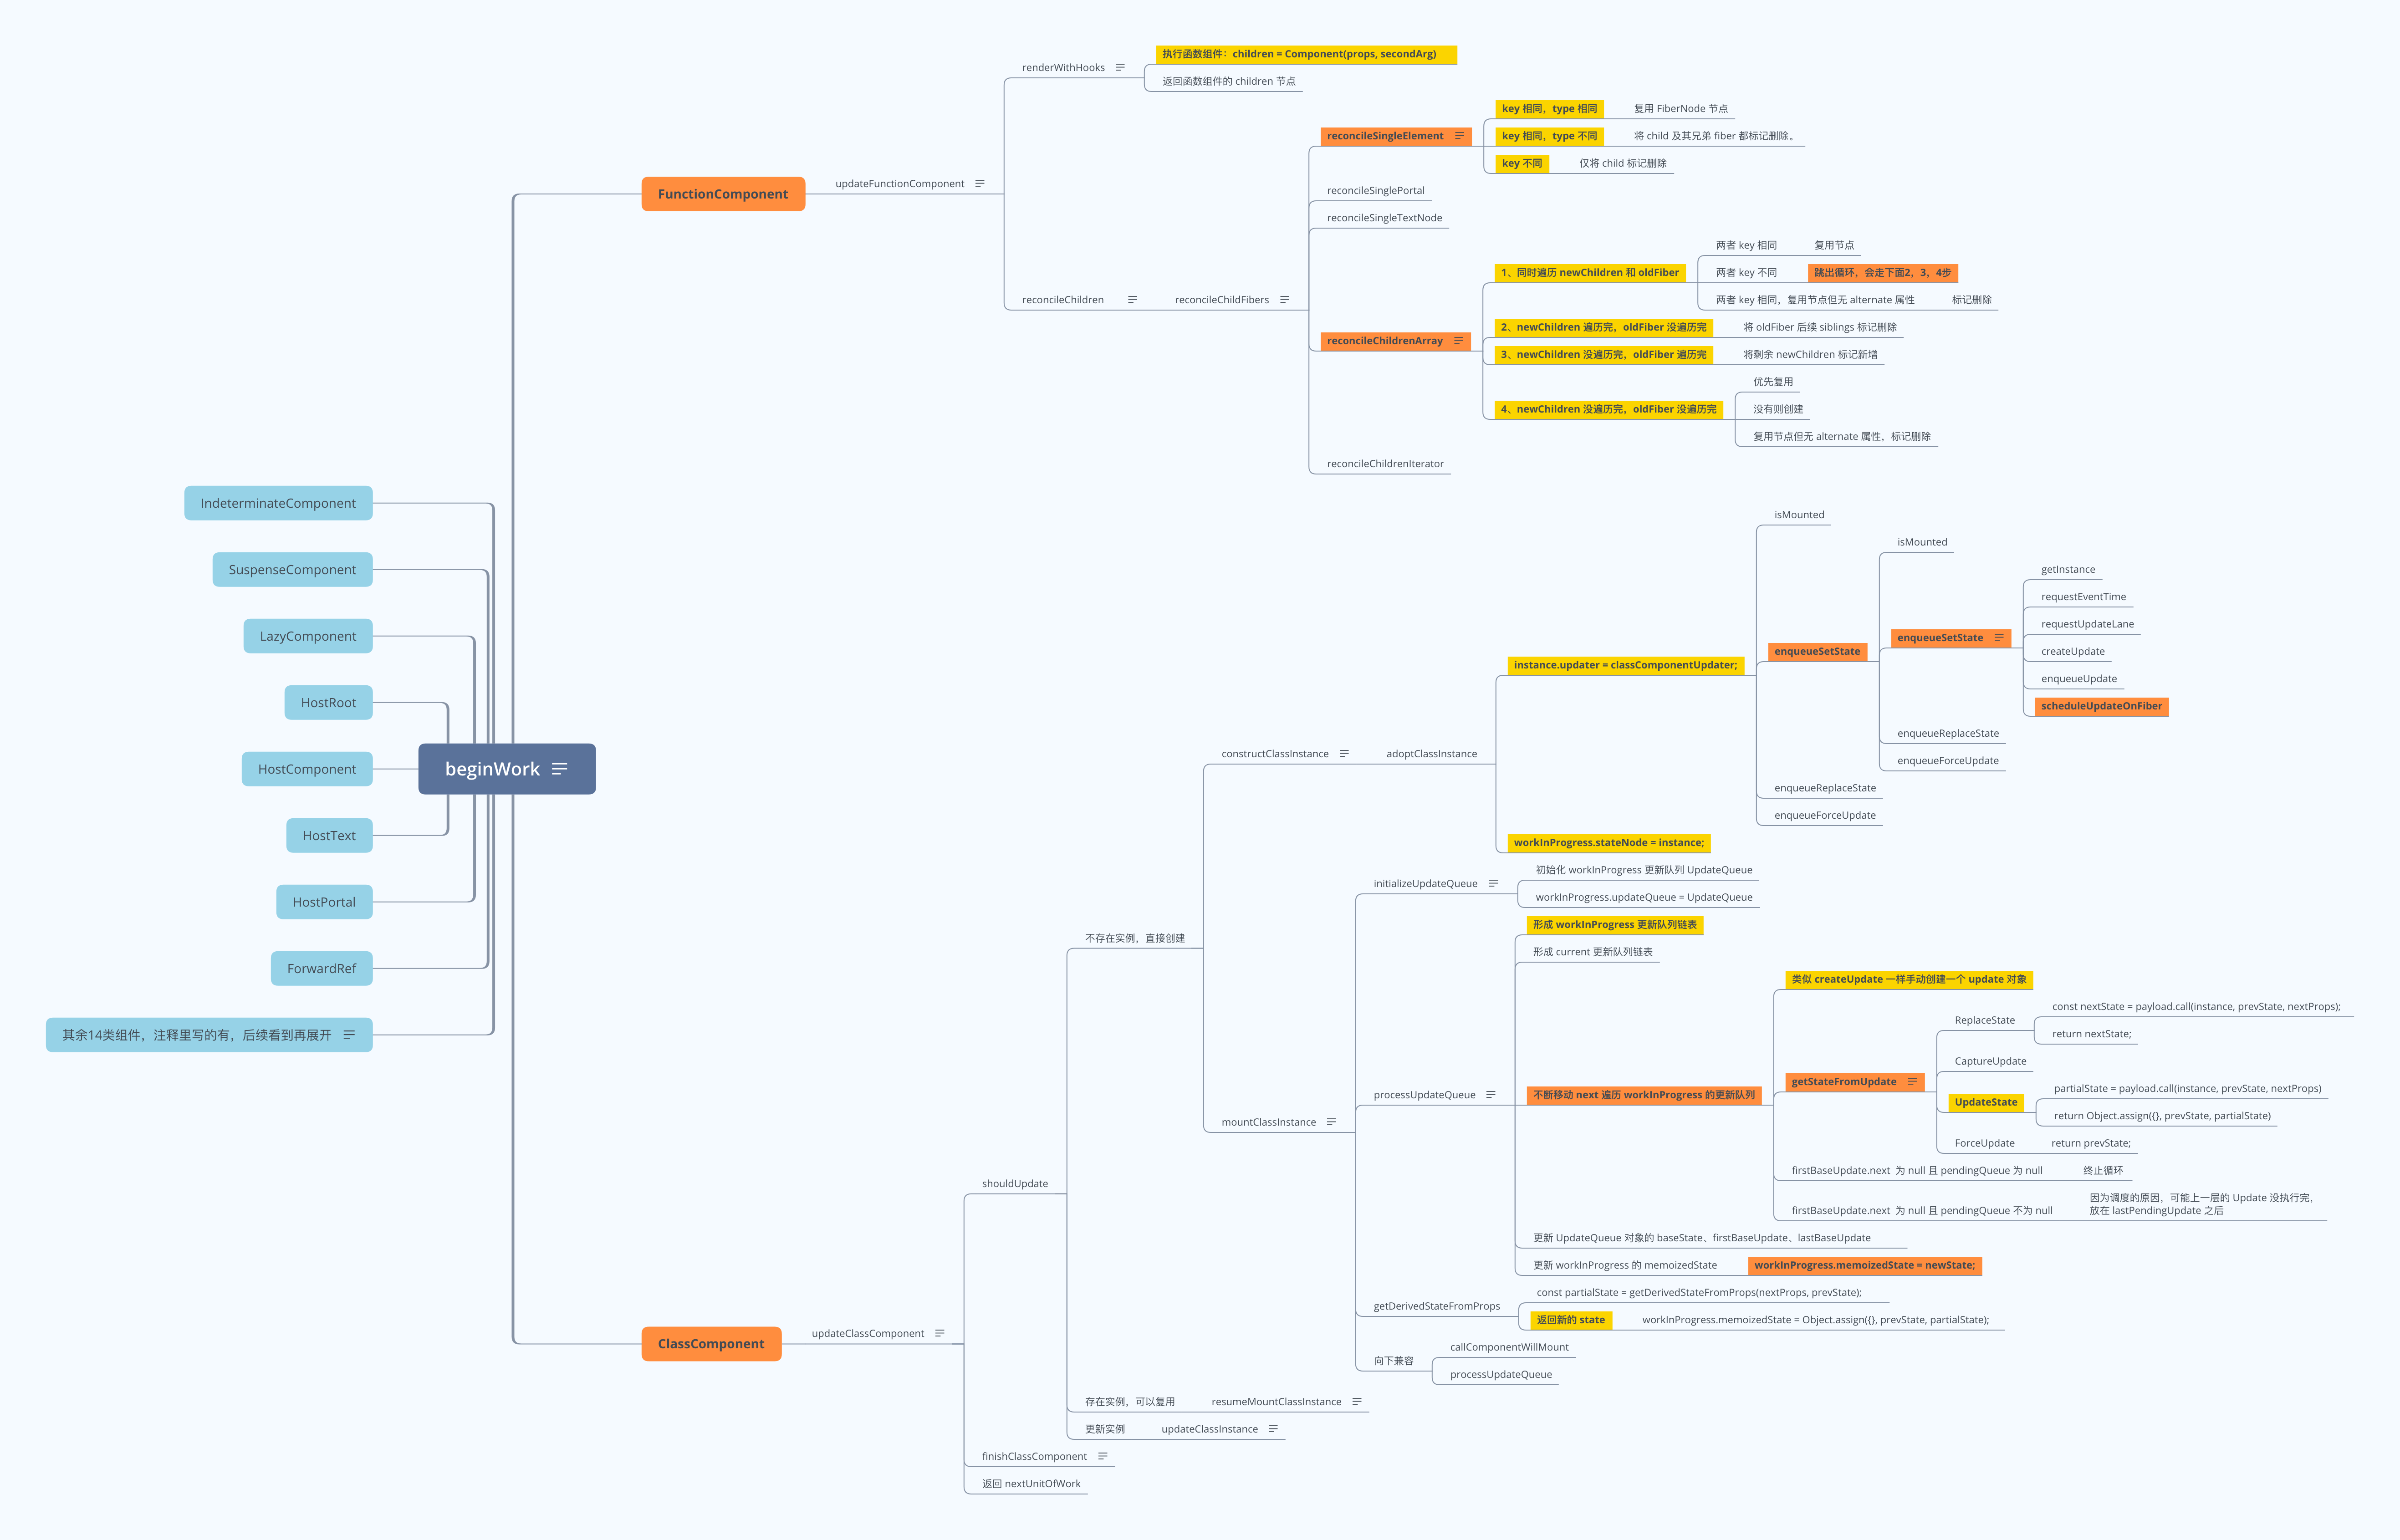 beginWork
FunctionComponent
updateFunctionComponent
renderWithHooks
执行函数组件：children = Component(props, secondArg)
返回函数组件的 children 节点
reconcileChildren
reconcileChildFibers
reconcileSingleElement
key 相同，type 相同
复用 FiberNode 节点
key 相同，type 不同
将 child 及其兄弟 fiber 都标记删除。
key 不同
仅将 child 标记删除
reconcileSinglePortal
reconcileSingleTextNode
reconcileChildrenArray
1、同时遍历 newChildren 和 oldFiber
两者 key 相同
复用节点
两者 key 不同
跳出循环，会走下面2，3，4步
两者 key 相同，复用节点但无 alternate 属性
标记删除
2、newChildren 遍历完，oldFiber 没遍历完
将 oldFiber 后续 siblings 标记删除
3、newChildren 没遍历完，oldFiber 遍历完
将剩余 newChildren 标记新增
4、newChildren 没遍历完，oldFiber 没遍历完
优先复用
没有则创建
复用节点但无 alternate 属性，标记删除
reconcileChildrenIterator
ClassComponent
updateClassComponent
shouldUpdate
不存在实例，直接创建
constructClassInstance
adoptClassInstance
instance.updater = classComponentUpdater;
isMounted
enqueueSetState
isMounted
enqueueSetState
getInstance
requestEventTime
requestUpdateLane
createUpdate
enqueueUpdate
scheduleUpdateOnFiber
enqueueReplaceState
enqueueForceUpdate
enqueueReplaceState
enqueueForceUpdate
workInProgress.stateNode = instance;
mountClassInstance
initializeUpdateQueue
初始化 workInProgress 更新队列 UpdateQueue
workInProgress.updateQueue = UpdateQueue
processUpdateQueue
形成 workInProgress 更新队列链表
形成 current 更新队列链表
不断移动 next 遍历 workInProgress 的更新队列
类似 createUpdate 一样手动创建一个 update 对象
getStateFromUpdate
ReplaceState
const nextState = payload.call(instance, prevState, nextProps);
return nextState;
CaptureUpdate
UpdateState
partialState = payload.call(instance, prevState, nextProps)
return Object.assign({}, prevState, partialState)
ForceUpdate
return prevState;
firstBaseUpdate.next 为 null 且 pendingQueue 为 null
终止循环
firstBaseUpdate.next 为 null 且 pendingQueue 不为 null
因为调度的原因，可能上一层的 Update 没执行完，
放在 lastPendingUpdate 之后
更新 UpdateQueue 对象的 baseState、firstBaseUpdate、lastBaseUpdate
更新 workInProgress 的 memoizedState
workInProgress.memoizedState = newState;
getDerivedStateFromProps
const partialState = getDerivedStateFromProps(nextProps, prevState);
返回新的 state
workInProgress.memoizedState = Object.assign({}, prevState, partialState);
向下兼容
callComponentWillMount
processUpdateQueue
存在实例，可以复用
resumeMountClassInstance
更新实例
updateClassInstance
finishClassComponent
返回 nextUnitOfWork
IndeterminateComponent
SuspenseComponent
LazyComponent
HostRoot
HostComponent
HostText
HostPortal
ForwardRef
其余14类组件，注释里写的有，后续看到再展开